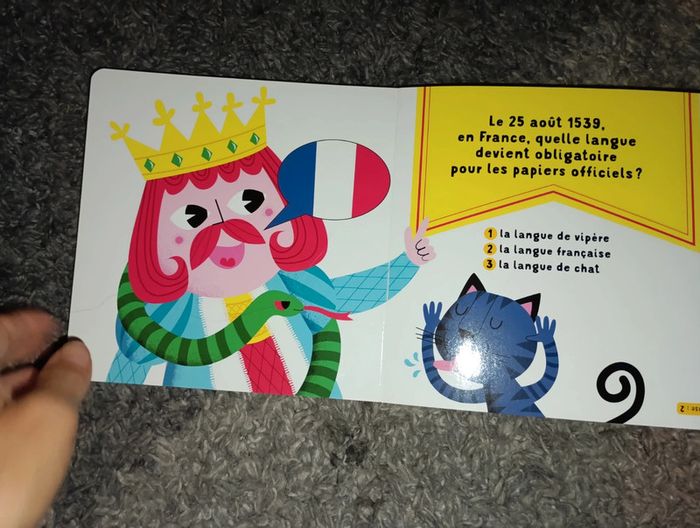 Le 25 août 1539,
en France, quelle langue
devient obligatoire
pour les papiers officiels ?
1 la langue de vipère
2 la langue française
3 la langue de chat
2